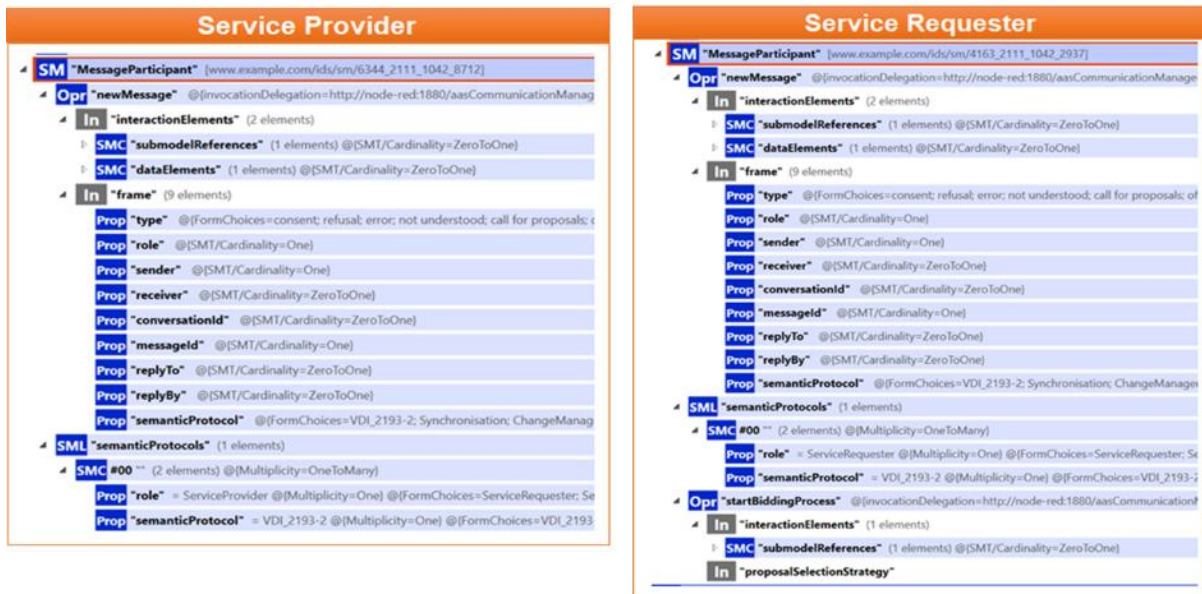 Service Provider
SM "MessageParticipant" [www.example.com/ids/sm/6344_2111_1042_8712]
Opr "newMessage" @{invocationDelegation=http://node-red:1880/aasCommunicationManag
In "interactionElements" (2 elements)
SMC "submodelReferences" (1 elements) @{SMT/Cardinality=ZeroToOne}
SMC "dataElements" (1 elements) @{SMT/Cardinality=ZeroToOne}
In "frame" (9 elements)
Prop "type" @{FormChoices=consent; refusal; error; not understood; call for proposals; c
Prop "role" @{SMT/Cardinality=One}
Prop "sender" @{SMT/Cardinality=One}
Prop "receiver" @{SMT/Cardinality=ZeroToOne}
Prop "conversationId" @{SMT/Cardinality=ZeroToOne}
Prop "messageId" @{SMT/Cardinality=One}
Prop "replyTo" @{SMT/Cardinality=ZeroToOne}
Prop "replyBy" @{SMT/Cardinality=ZeroToOne}
Prop "semanticProtocol" @{FormChoices=VDI_2193-2; Synchronisation; ChangeManag
SML "semanticProtocols" (1 elements)
SMC #00 "" (2 elements) @{Multiplicity=OneToMany}
Prop "role" = ServiceProvider @{Multiplicity=One} @{FormChoices=ServiceRequester; Se
Prop "semanticProtocol" = VDI_2193-2 @{Multiplicity=One} @{FormChoices=VDI_2193-
Service Requester
SM "MessageParticipant" [www.example.com/ids/sm/4163_2111_1042_2937]
Opr "newMessage" @{invocationDelegation=http://node-red:1880/aasCommunicationManage
In "interactionElements" (2 elements)
SMC "submodelReferences" (1 elements) @{SMT/Cardinality=ZeroToOne}
SMC "dataElements" (1 elements) @{SMT/Cardinality=ZeroToOne}
In "frame" (9 elements)
Prop "type" @{FormChoices=consent; refusal; error; not understood; call for proposals; of
Prop "role" @{SMT/Cardinality=One}
Prop "sender" @{SMT/Cardinality=One}
Prop "receiver" @{SMT/Cardinality=ZeroToOne}
Prop "conversationId" @{SMT/Cardinality=ZeroToOne}
Prop "messageId" @{SMT/Cardinality=One}
Prop "replyTo" @{SMT/Cardinality=ZeroToOne}
Prop "replyBy" @{SMT/Cardinality=ZeroToOne}
Prop "semanticProtocol" @{FormChoices=VDI_2193-2; Synchronisation; ChangeManage
SML "semanticProtocols" (1 elements)
SMC #00 "" (2 elements) @{Multiplicity=OneToMany}
Prop "role" = ServiceRequester @{Multiplicity=One} @{FormChoices=ServiceRequester; Se
Prop "semanticProtocol" = VDI_2193-2 @{Multiplicity=One} @{FormChoices=VDI_2193-2
Opr "startBiddingProcess" @{invocationDelegation=http://node-red:1880/aasCommunication
In "interactionElements" (1 elements)
SMC "submodelReferences" (1 elements) @{SMT/Cardinality=ZeroToOne}
In "proposalSelectionStrategy"